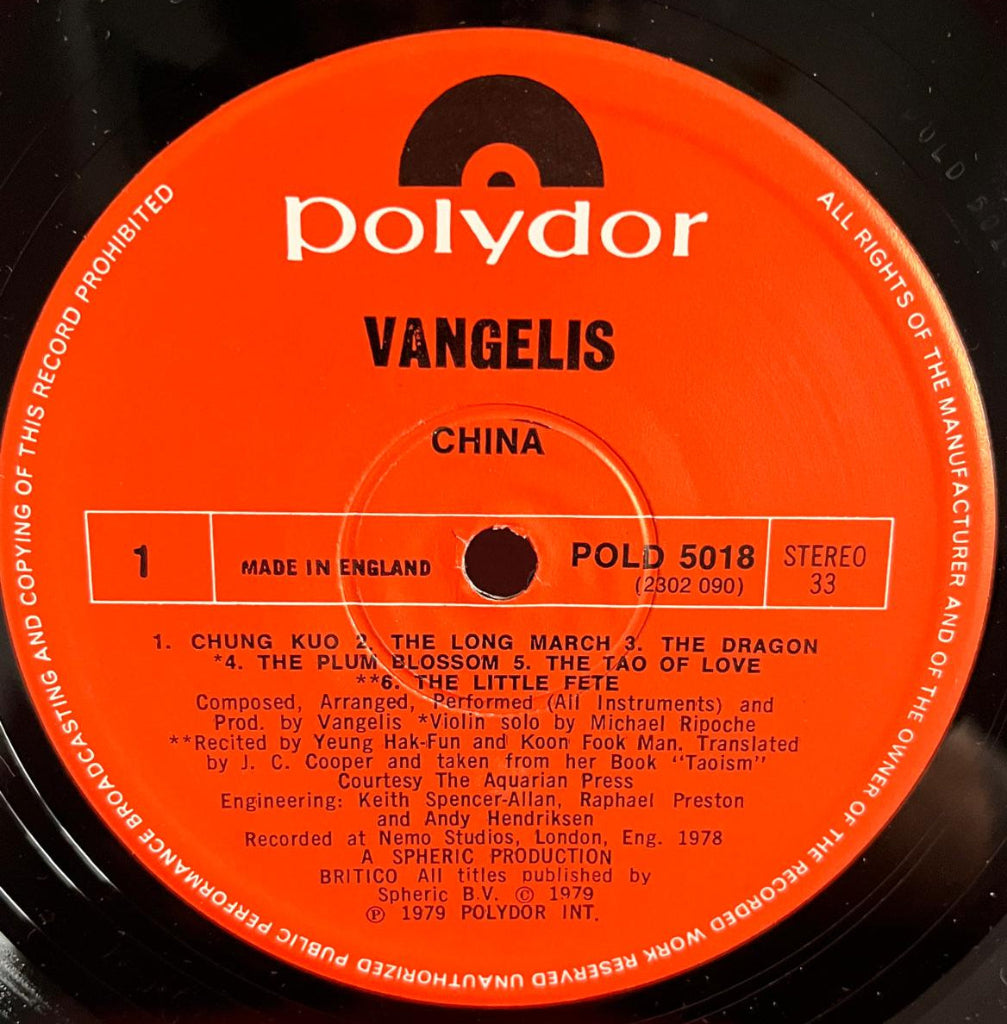 polydor
VANGELIS
CHINA
1
MADE IN ENGLAND
POLD 5018
(2302 090)
STEREO
33
1. CHUNG KUO 2. THE LONG MARCH 3. THE DRAGON
*4. THE PLUM BLOSSOM 5. THE TAO OF LOVE
**6. THE LITTLE FETE
Composed, Arranged, Performed (All Instruments) and
Prod. by Vangelis *Violin solo by Michael Ripoche
**Recited by Yeung Hak-Fun and Koon Fook Man. Translated
by J. C. Cooper and taken from her Book "Taoism"
Courtesy The Aquarian Press
Engineering: Keith Spencer-Allan, Raphael Preston
and Andy Hendriksen
Recorded at Nemo Studios, London, Eng. 1978
A SPHERIC PRODUCTION
BRITICO All titles published by
Spheric B.V. © 1979
℗ 1979 POLYDOR INT.
ALL RIGHTS OF THE MANUFACTURER AND OF THE OWNER OF THE RECORDED WORK RESERVED UNAUTHORIZED PUBLIC PERFORMANCE BROADCASTING AND COPYING OF THIS RECORD PROHIBITED